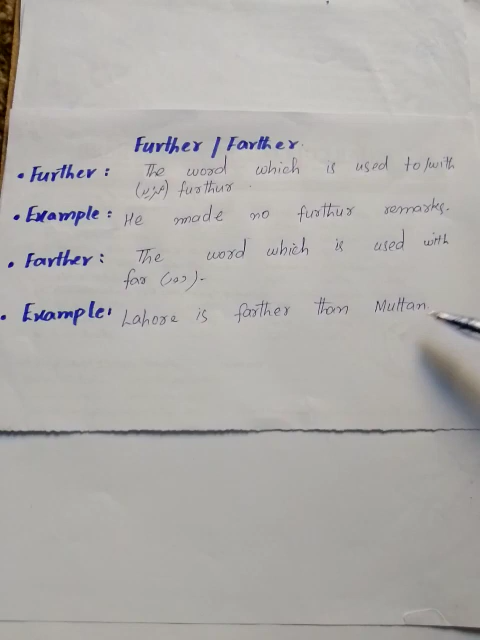 Further / Farther.
• Further : The word which is used to/with
(مزید) furthur .
• Example : He made no furthur remarks.
• Farther : The word which is used with
far (دور).
• Example: Lahore is farther than Multan.